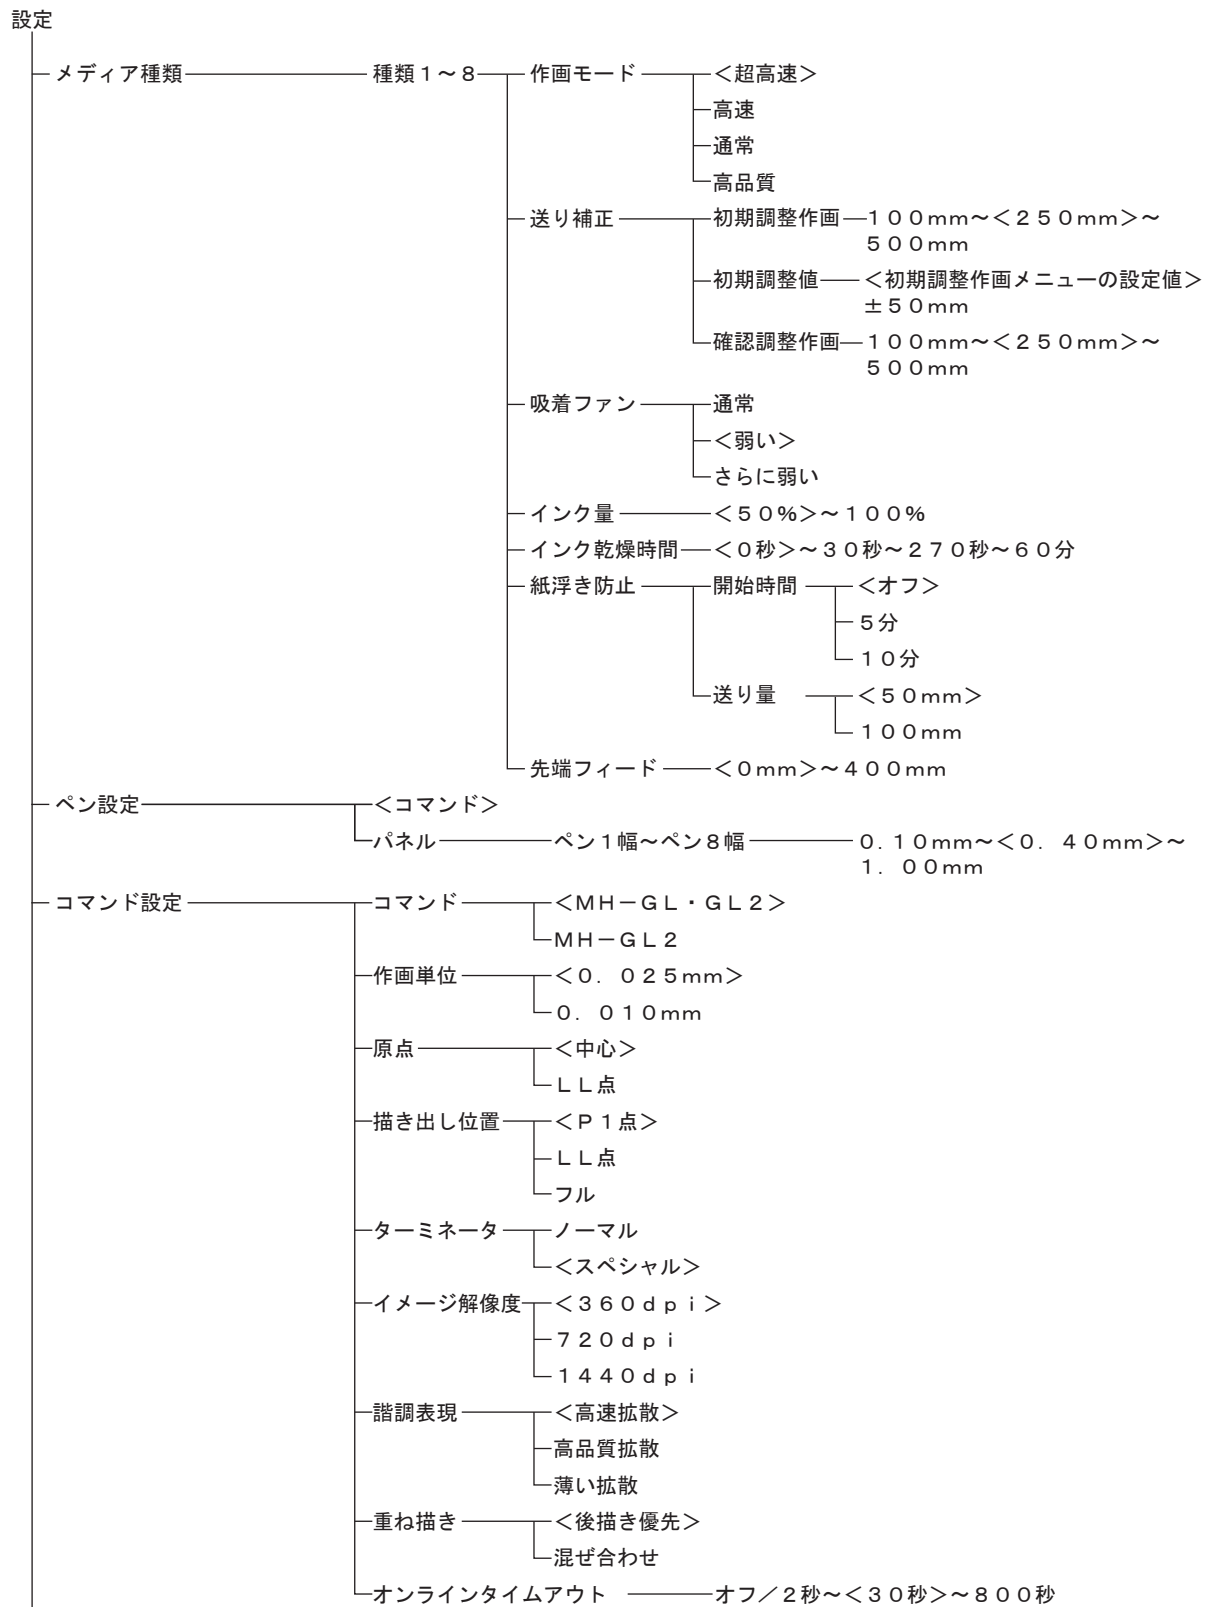 設定
メディア種類 種類１～８ 作画モード ＜超高速＞
高速
通常
高品質
送り補正 初期調整作画 １００ｍｍ～＜２５０ｍｍ＞～
５００ｍｍ
初期調整値 ＜初期調整作画メニューの設定値＞
±５０ｍｍ
確認調整作画 １００ｍｍ～＜２５０ｍｍ＞～
５００ｍｍ
吸着ファン 通常
＜弱い＞
さらに弱い
インク量 ＜５０％＞～１００％
インク乾燥時間 ＜０秒＞～３０秒～２７０秒～６０分
紙浮き防止 開始時間 ＜オフ＞
５分
１０分
送り量 ＜５０ｍｍ＞
１００ｍｍ
先端フィード ＜０ｍｍ＞～４００ｍｍ
ペン設定 ＜コマンド＞
パネル ペン１幅～ペン８幅 ０．１０ｍｍ～＜０．４０ｍｍ＞～
１．００ｍｍ
コマンド設定 コマンド ＜ＭＨ－ＧＬ・ＧＬ２＞
ＭＨ－ＧＬ２
作画単位 ＜０．０２５ｍｍ＞
０．０１０ｍｍ
原点 ＜中心＞
ＬＬ点
描き出し位置 ＜Ｐ１点＞
ＬＬ点
フル
ターミネータ ノーマル
＜スペシャル＞
イメージ解像度 ＜３６０ｄｐｉ＞
７２０ｄｐｉ
１４４０ｄｐｉ
諧調表現 ＜高速拡散＞
高品質拡散
薄い拡散
重ね描き ＜後描き優先＞
混ぜ合わせ
オンラインタイムアウト オフ／２秒～＜３０秒＞～８００秒